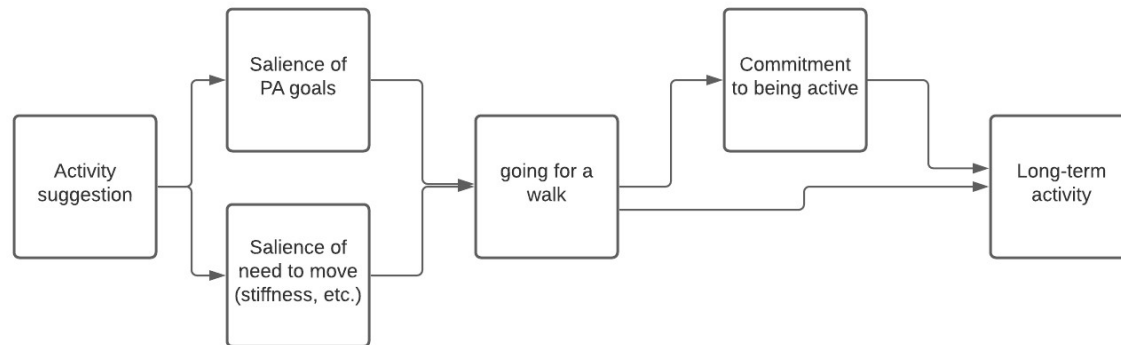 Activity
suggestion
Salience of
PA goals
Salience of
need to move
(stiffness, etc.)
going for a
walk
Commitment
to being active
Long-term
activity